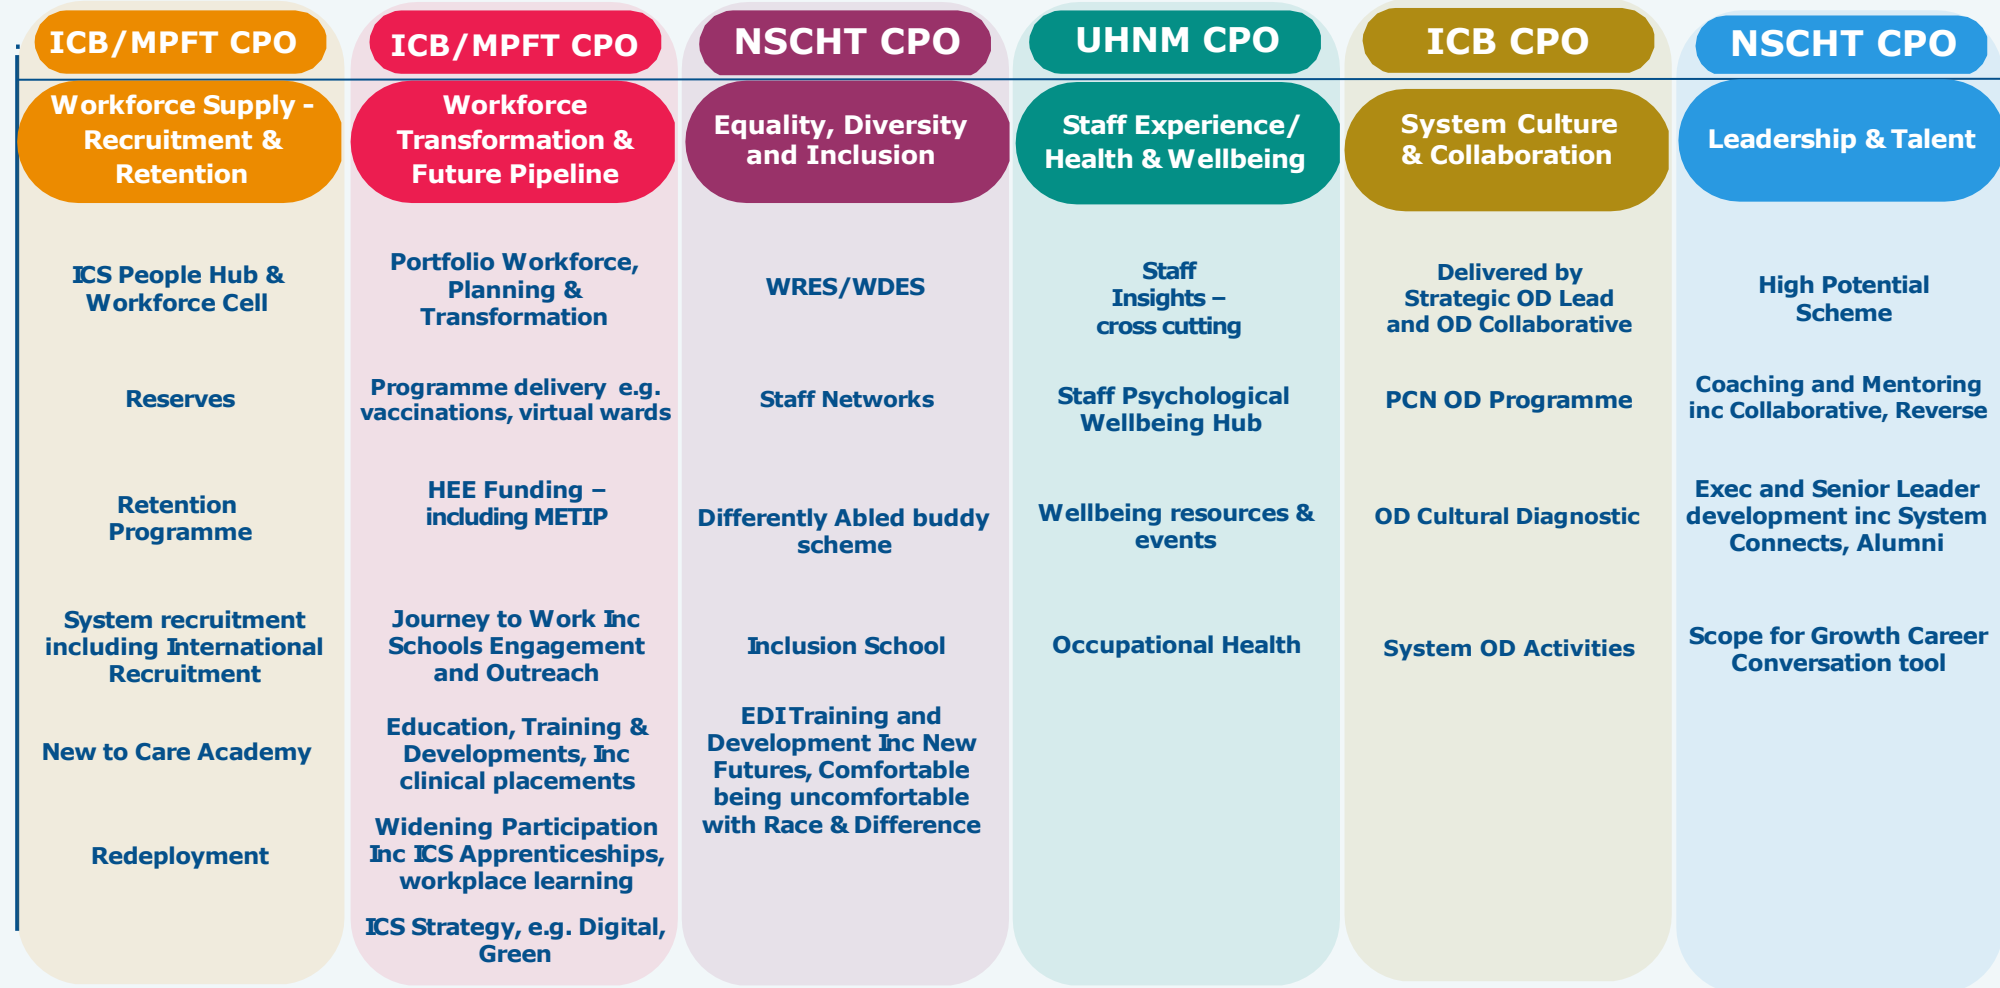 ICB/MPFT CPO
Workforce Supply -
Recruitment &
Retention
ICS People Hub &
Workforce Cell
Reserves
Retention
Programme
System recruitment
including International
Recruitment
New to Care Academy
Redeployment
ICB/MPFT CPO
Workforce
Transformation &
Future Pipeline
Portfolio Workforce,
Planning &
Transformation
Programme delivery e.g.
vaccinations, virtual wards
HEE Funding –
including METIP
Journey to Work Inc
Schools Engagement
and Outreach
Education, Training &
Developments, Inc
clinical placements
Widening Participation
Inc ICS Apprenticeships,
workplace learning
ICS Strategy, e.g. Digital,
Green
NSCHT CPO
Equality, Diversity
and Inclusion
WRES/WDES
Staff Networks
Differently Abled buddy
scheme
Inclusion School
EDI Training and
Development Inc New
Futures, Comfortable
being uncomfortable
with Race & Difference
UHNM CPO
Staff Experience/
Health & Wellbeing
Staff
Insights –
cross cutting
Staff Psychological
Wellbeing Hub
Wellbeing resources &
events
Occupational Health
ICB CPO
System Culture
& Collaboration
Delivered by
Strategic OD Lead
and OD Collaborative
PCN OD Programme
OD Cultural Diagnostic
System OD Activities
NSCHT CPO
Leadership & Talent
High Potential
Scheme
Coaching and Mentoring
inc Collaborative, Reverse
Exec and Senior Leader
development inc System
Connects, Alumni
Scope for Growth Career
Conversation tool